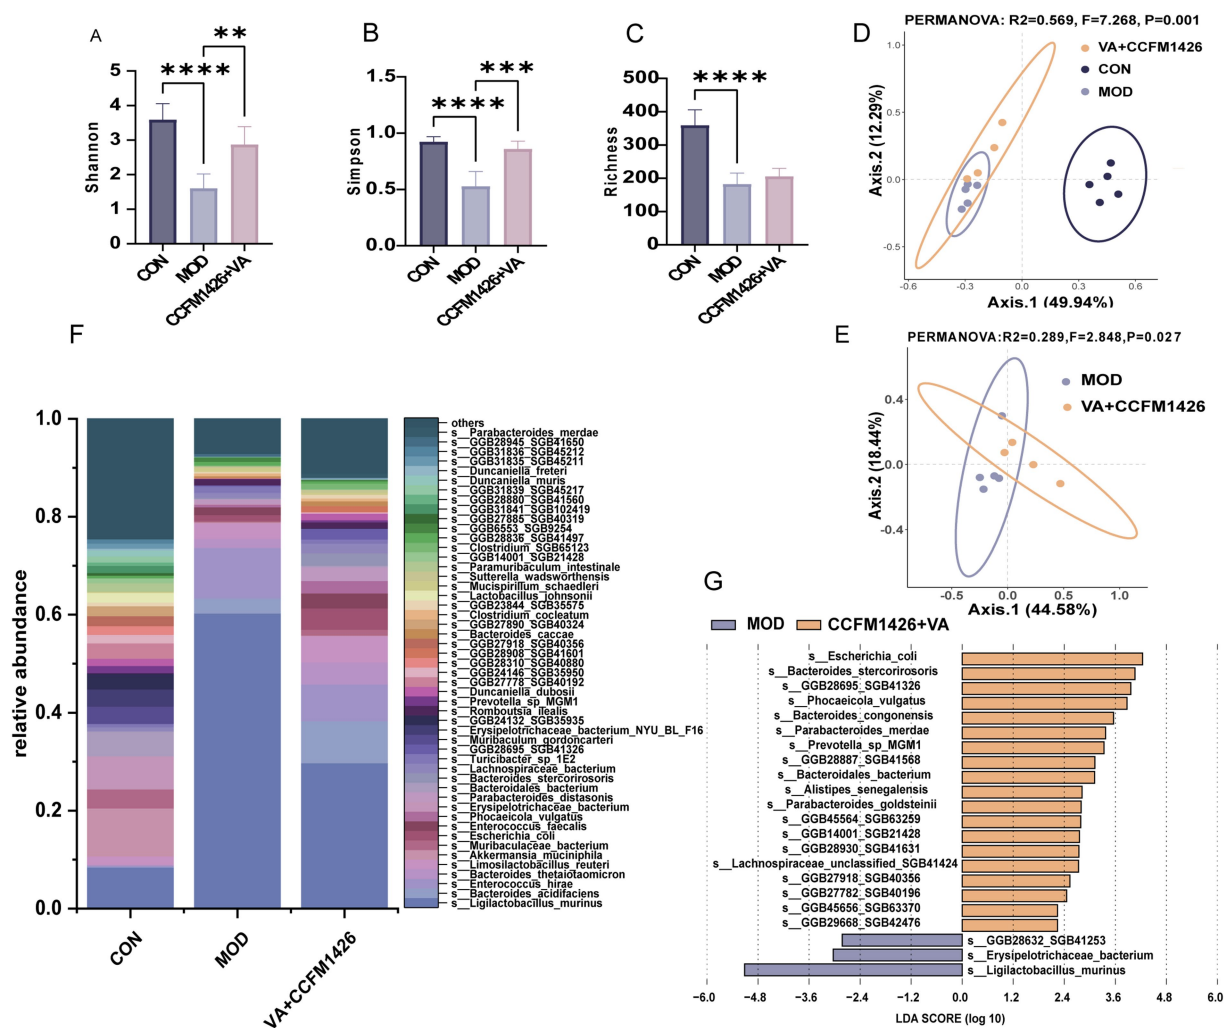 A
Shannon
5
4
3
2
1
0
****
**
CON
MOD
CCFM1426+VA
B
Simpson
1.5
1.0
0.5
0.0
****
***
CON
MOD
CCFM1426+VA
C
Richness
500
400
300
200
100
0
****
CON
MOD
CCFM1426+VA
D
PERMANOVA: R2=0.569, F=7.268, P=0.001
VA+CCFM1426
CON
MOD
Axis.2 (12.29%)
1.0
0.5
0.0
-0.5
-0.6
-0.3
0.0
0.3
0.6
Axis.1 (49.94%)
E
PERMANOVA:R2=0.289,F=2.848,P=0.027
MOD
VA+CCFM1426
Axis.2 (18.44%)
0.4
0.0
-0.4
-0.5
0.0
0.5
1.0
Axis.1 (44.58%)
F
relative abundance
1.0
0.8
0.6
0.4
0.2
0.0
CON
MOD
VA+CCFM1426
others
s__Parabacteroides_merdae
s__GGB28945_SGB41650
s__GGB31836_SGB45212
s__GGB31835_SGB45211
s__Duncaniella_freteri
s__Duncaniella_muris
s__GGB31839_SGB45217
s__GGB28880_SGB41560
s__GGB31841_SGB102419
s__GGB27885_SGB40319
s__GGB6553_SGB9254
s__GGB28836_SGB41497
s__Clostridium_SGB65123
s__GGB14001_SGB21428
s__Paramuribaculum_intestinale
s__Sutterella_wadsworthensis
s__Mucispirillum_schaedleri
s__Lactobacillus_johnsonii
s__GGB23844_SGB35575
s__Clostridium_cocleatum
s__GGB27890_SGB40324
s__Bacteroides_caccae
s__GGB27918_SGB40356
s__GGB28908_SGB41601
s__GGB28310_SGB40880
s__GGB24146_SGB35950
s__GGB27778_SGB40192
s__Duncaniella_dubosii
s__Prevotella_sp_MGM1
s__Romboutsia_ilealis
s__GGB24132_SGB35935
s__Erysipelotrichaceae_bacterium_NYU_BL_F16
s__Muribaculum_gordoncarteri
s__GGB28695_SGB41326
s__Turicibacter_sp_1E2
s__Lachnospiraceae_bacterium
s__Bacteroides_stercorirosoris
s__Bacteroidales_bacterium
s__Parabacteroides_distasonis
s__Erysipelotrichaceae_bacterium
s__Phocaeicola_vulgatus
s__Enterococcus_faecalis
s__Escherichia_coli
s__Muribaculaceae_bacterium
s__Akkermansia_muciniphila
s__Limosilactobacillus_reuteri
s__Bacteroides_thetaiotaomicron
s__Enterococcus_hirae
s__Bacteroides_acidifaciens
s__Ligilactobacillus_murinus
G
MOD
CCFM1426+VA
s__Escherichia_coli
s__Bacteroides_stercorirosoris
s__GGB28695_SGB41326
s__Phocaeicola_vulgatus
s__Bacteroides_congonensis
s__Parabacteroides_merdae
s__Prevotella_sp_MGM1
s__GGB28887_SGB41568
s__Bacteroidales_bacterium
s__Alistipes_senegalensis
s__Parabacteroides_goldsteinii
s__GGB45564_SGB63259
s__GGB14001_SGB21428
s__GGB28930_SGB41631
s__Lachnospiraceae_unclassified_SGB41424
s__GGB27918_SGB40356
s__GGB27782_SGB40196
s__GGB45656_SGB63370
s__GGB29668_SGB42476
s__GGB28632_SGB41253
s__Erysipelotrichaceae_bacterium
s__Ligilactobacillus_murinus
−6.0
−4.8
−3.6
−2.4
−1.2
0.0
1.2
2.4
3.6
4.8
6.0
LDA SCORE (log 10)